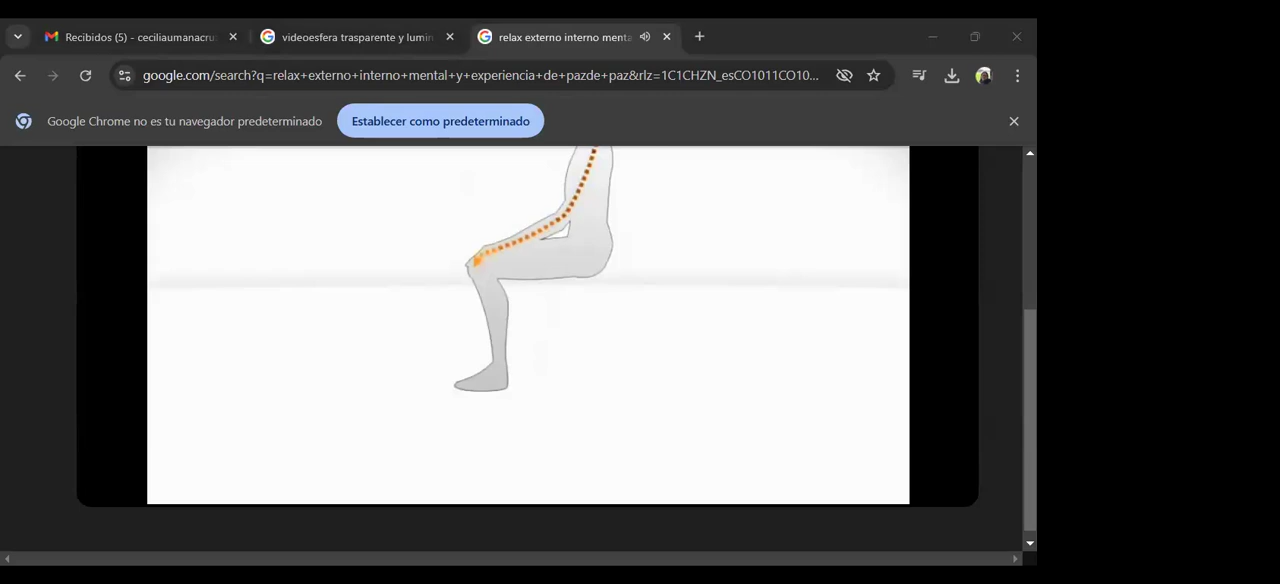 Recibidos (5) - ceciliaumanacru
videoesfera trasparente y lumin
relax externo interno menta
google.com/search?q=relax+externo+interno+mental+y+experiencia+de+pazde+paz&rlz=1C1CHZN_esCO1011CO10...
Google Chrome no es tu navegador predeterminado
Establecer como predeterminado